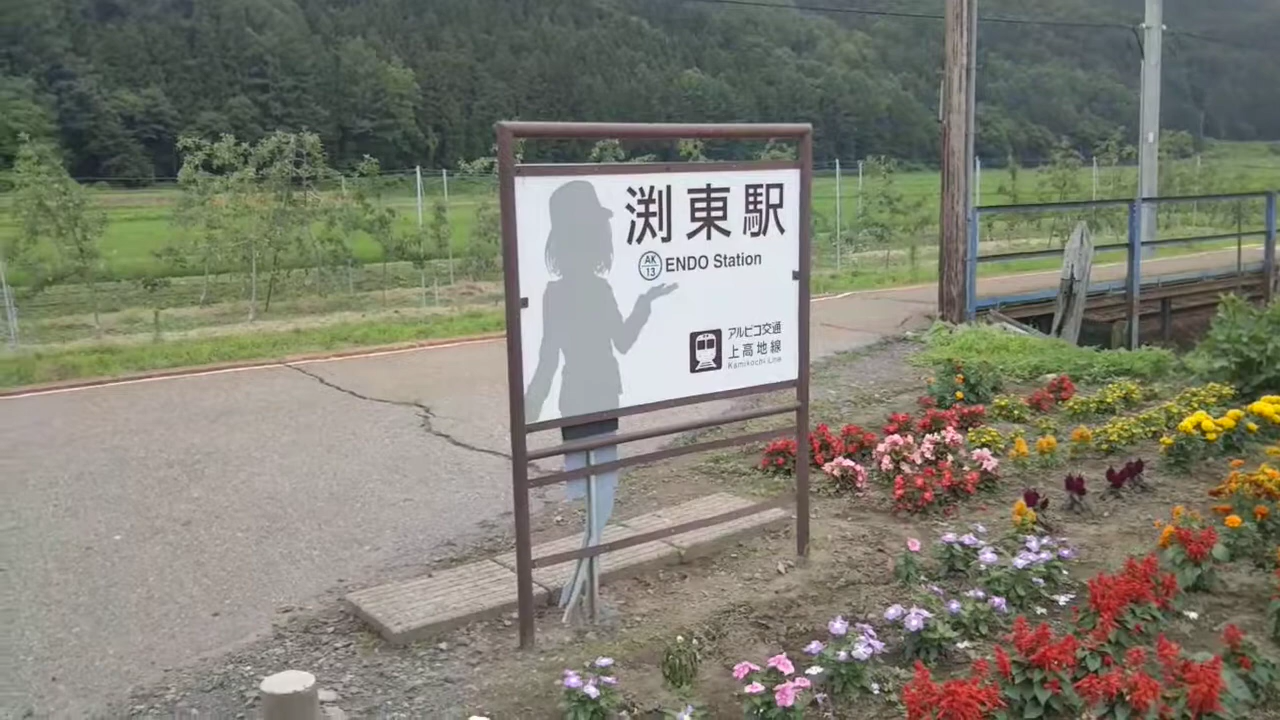 渕東駅
AK
13
ENDO Station
アルピコ交通
上高地線
Kamikochi Line